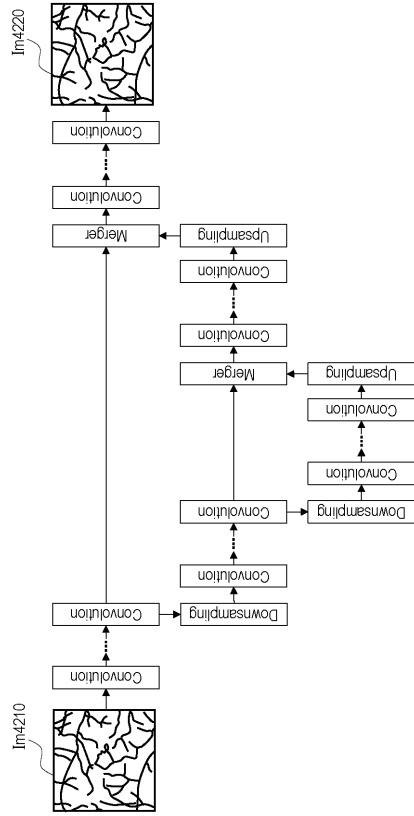 Im4220
Convolution
Convolution
Merger
Upsampling
Convolution
Convolution
Merger
Upsampling
Convolution
Convolution
Convolution
Downsampling
Convolution
Convolution
Downsampling
Convolution
Im4210